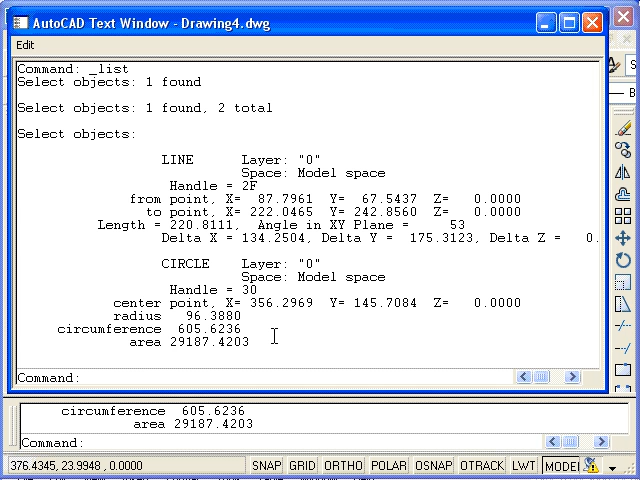 AutoCAD Text Window - Drawing4.dwg
Edit
Command: _list
Select objects: 1 found
Select objects: 1 found, 2 total
Select objects:
LINE Layer: "0"
Space: Model space
Handle = 2F
from point, X= 87.7961 Y= 67.5437 Z= 0.0000
to point, X= 222.0465 Y= 242.8560 Z= 0.0000
Length = 220.8111, Angle in XY Plane = 53
Delta X = 134.2504, Delta Y = 175.3123, Delta Z = 0.
CIRCLE Layer: "0"
Space: Model space
Handle = 30
center point, X= 356.2969 Y= 145.7084 Z= 0.0000
radius 96.3880
circumference 605.6236
area 29187.4203
Command:
circumference 605.6236
area 29187.4203
Command:
376.4345, 23.9948 , 0.0000 SNAP GRID ORTHO POLAR OSNAP OTRACK LWT MODEL